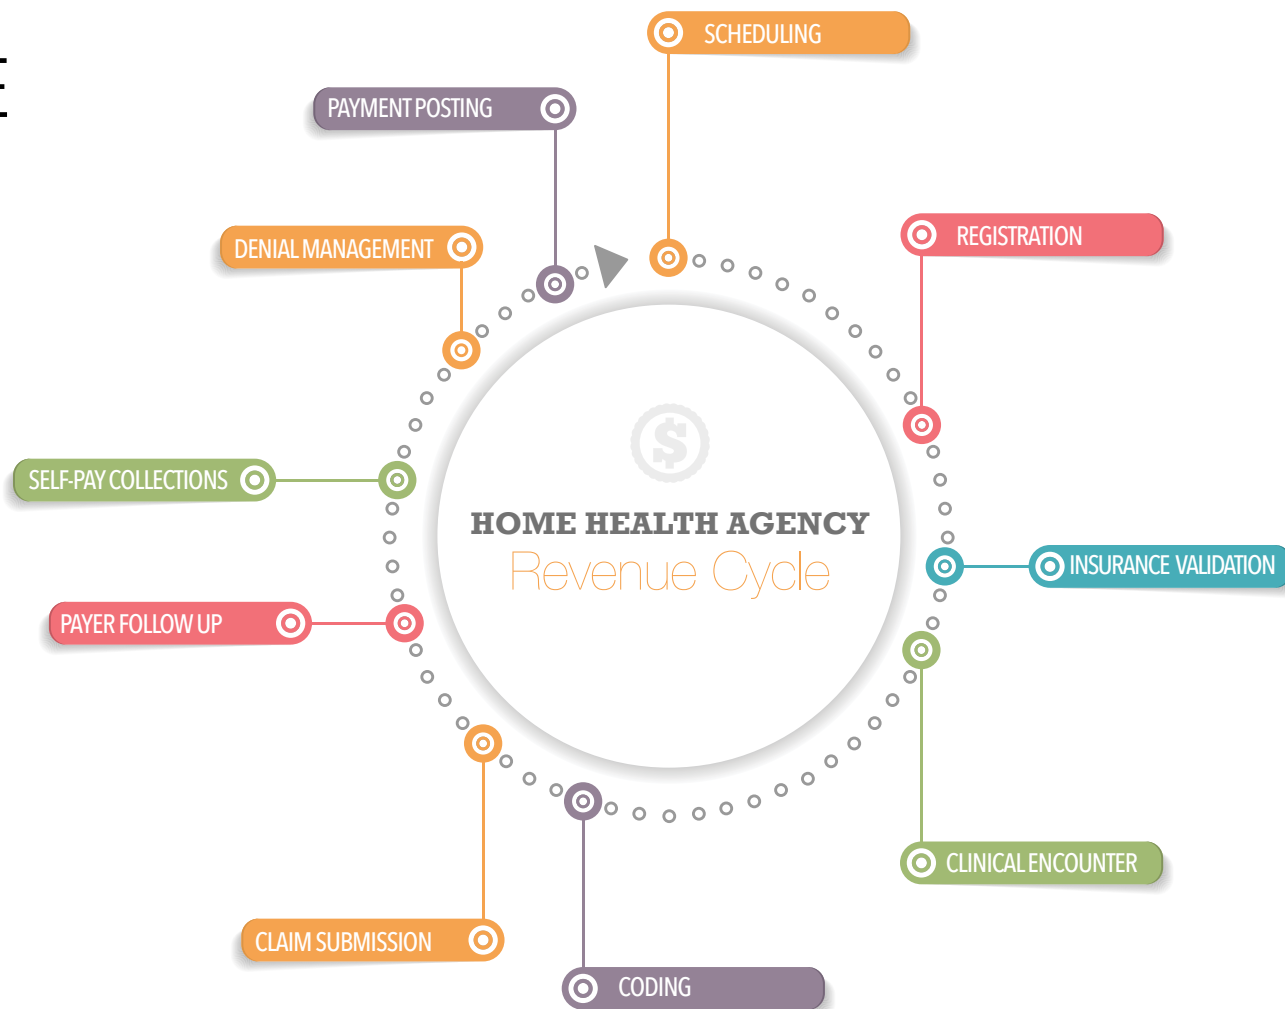 SCHEDULING
PAYMENT POSTING
DENIAL MANAGEMENT
REGISTRATION
SELF-PAY COLLECTIONS
$
HOME HEALTH AGENCY
Revenue Cycle
INSURANCE VALIDATION
PAYER FOLLOW UP
CLINICAL ENCOUNTER
CLAIM SUBMISSION
CODING